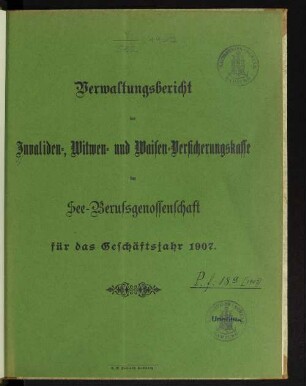 Verwaltungsbericht
der
Invaliden-, Witwen- und Waisen-Versicherungskasse
der
See-Berufsgenossenschaft
für das Geschäftsjahr 1907.